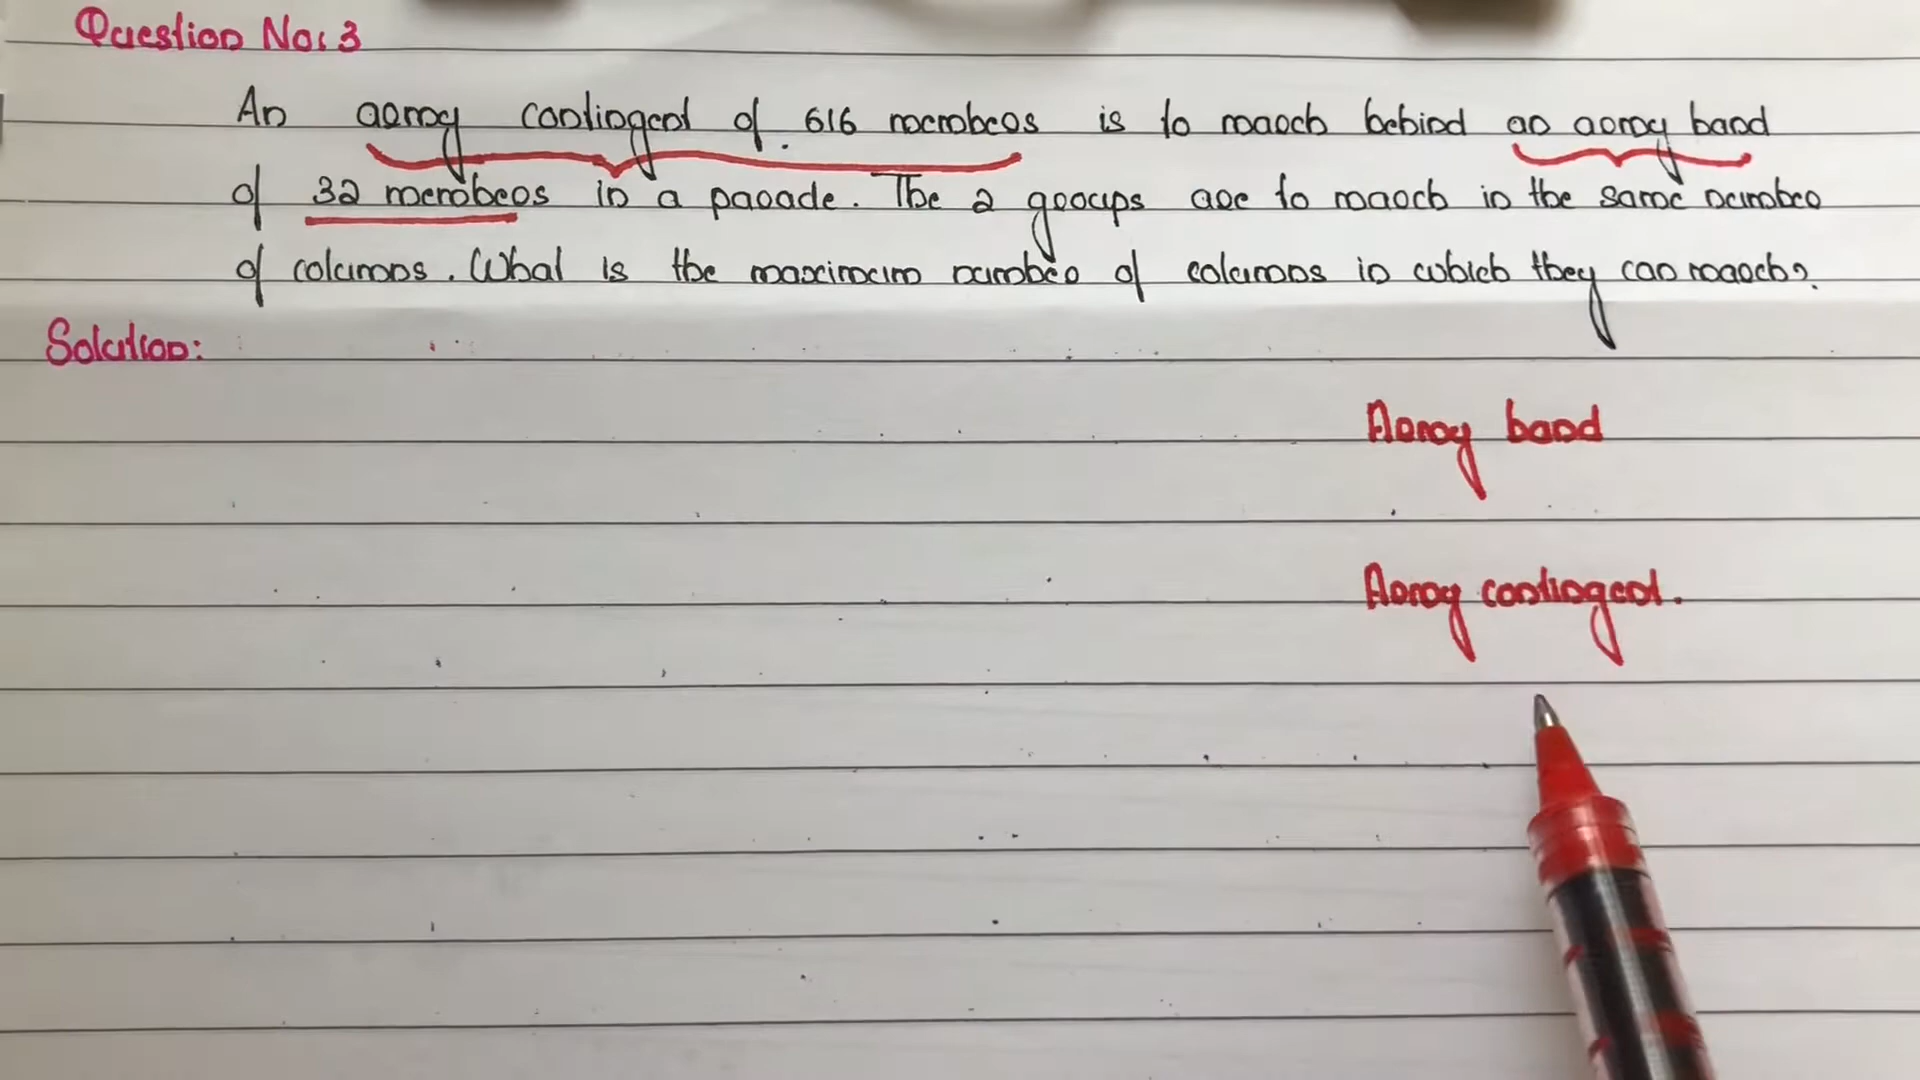 Question No: 3
An army contingent of 616 members is to march behind an army band
of 32 members in a parade. The 2 groups are to march in the same number
of columns. What is the maximum number of columns in which they can march?
Solution:
Army band
Army contingent.